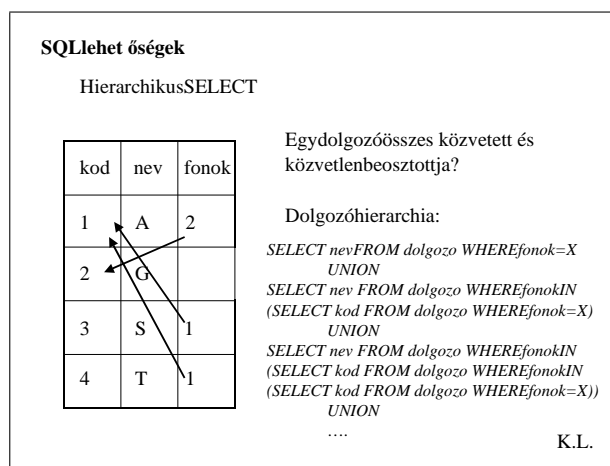 SQLlehet őségek
HierarchikusSELECT
kod nev fonok
1 A 2
2 G
3 S 1
4 T 1
Egydolgozóösszes közvetett és
közvetlenbeosztottja?
Dolgozóhierarchia:
SELECT nevFROM dolgozo WHEREfonok=X
UNION
SELECT nev FROM dolgozo WHEREfonokIN
(SELECT kod FROM dolgozo WHEREfonok=X)
UNION
SELECT nev FROM dolgozo WHEREfonokIN
(SELECT kod FROM dolgozo WHEREfonokIN
(SELECT kod FROM dolgozo WHEREfonok=X))
UNION
….
K.L.